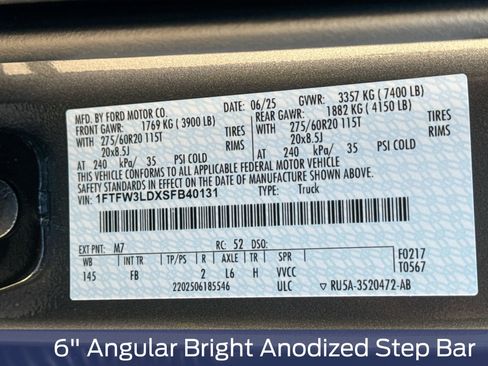 MFD. BY FORD MOTOR CO. DATE: 06/25 GVWR: 3357 KG ( 7400 LB)
FRONT GAWR: 1769 KG ( 3900 LB) REAR GAWR: 1882 KG ( 4150 LB)
275/60R20 115T TIRES 275/60R20 115T TIRES
20x8.5J RIMS 20x8.5J RIMS
AT 240 kPa/ 35 PSI COLD AT 240 kPa/ 35 PSI COLD
THIS VEHICLE CONFORMS TO ALL APPLICABLE FEDERAL MOTOR VEHICLE
SAFETY, BUMPER, AND THEFT PREVENTION STANDARDS IN EFFECT ON THE DATE OF MANUFACTURE SHOWN ABOVE.
VIN: 1FTFW3LDXSFB40131 TYPE: Truck
EXT PNT: M7 RC: 52 DSO: F0217
WB INT TR TP/PS R AXLE TR SPR T0567
145 FB 2 L6 H VVCC
2202506185546 ULC ▽ RU5A-3520472-AB
6" Angular Bright Anodized Step Bar